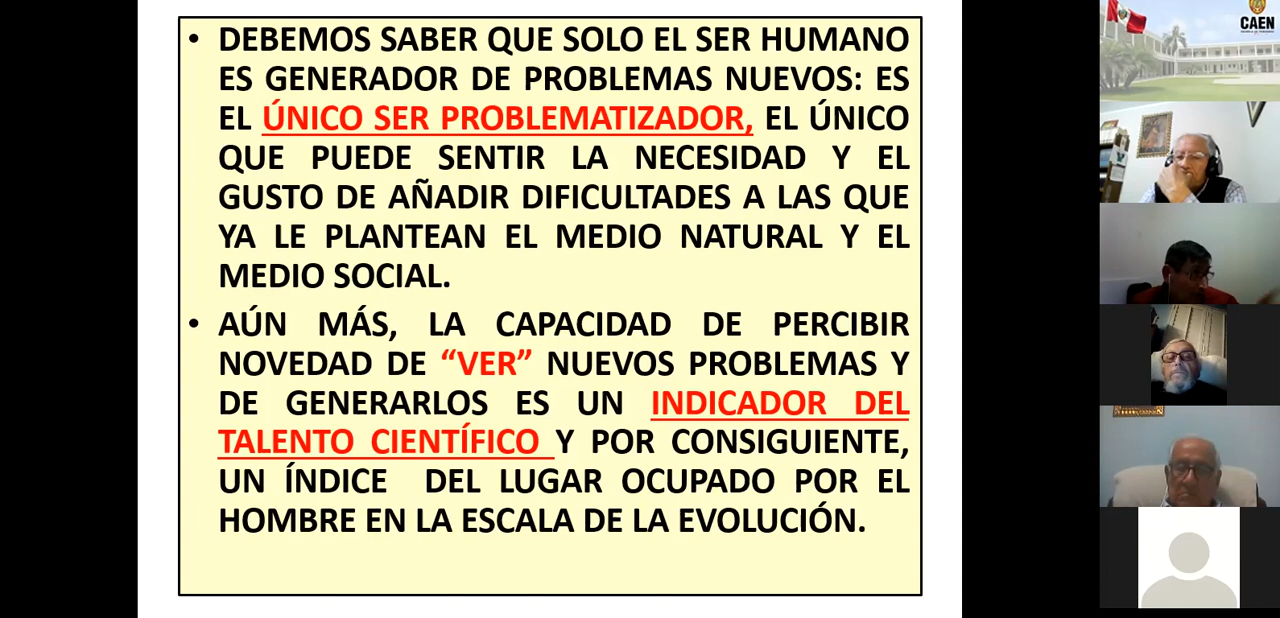 • DEBEMOS SABER QUE SOLO EL SER HUMANO
ES GENERADOR DE PROBLEMAS NUEVOS: ES
EL ÚNICO SER PROBLEMATIZADOR, EL ÚNICO
QUE PUEDE SENTIR LA NECESIDAD Y EL
GUSTO DE AÑADIR DIFICULTADES A LAS QUE
YA LE PLANTEAN EL MEDIO NATURAL Y EL
MEDIO SOCIAL.
• AÚN MÁS, LA CAPACIDAD DE PERCIBIR
NOVEDAD DE “VER” NUEVOS PROBLEMAS Y
DE GENERARLOS ES UN INDICADOR DEL
TALENTO CIENTÍFICO Y POR CONSIGUIENTE,
UN ÍNDICE DEL LUGAR OCUPADO POR EL
HOMBRE EN LA ESCALA DE LA EVOLUCIÓN.
CAEN